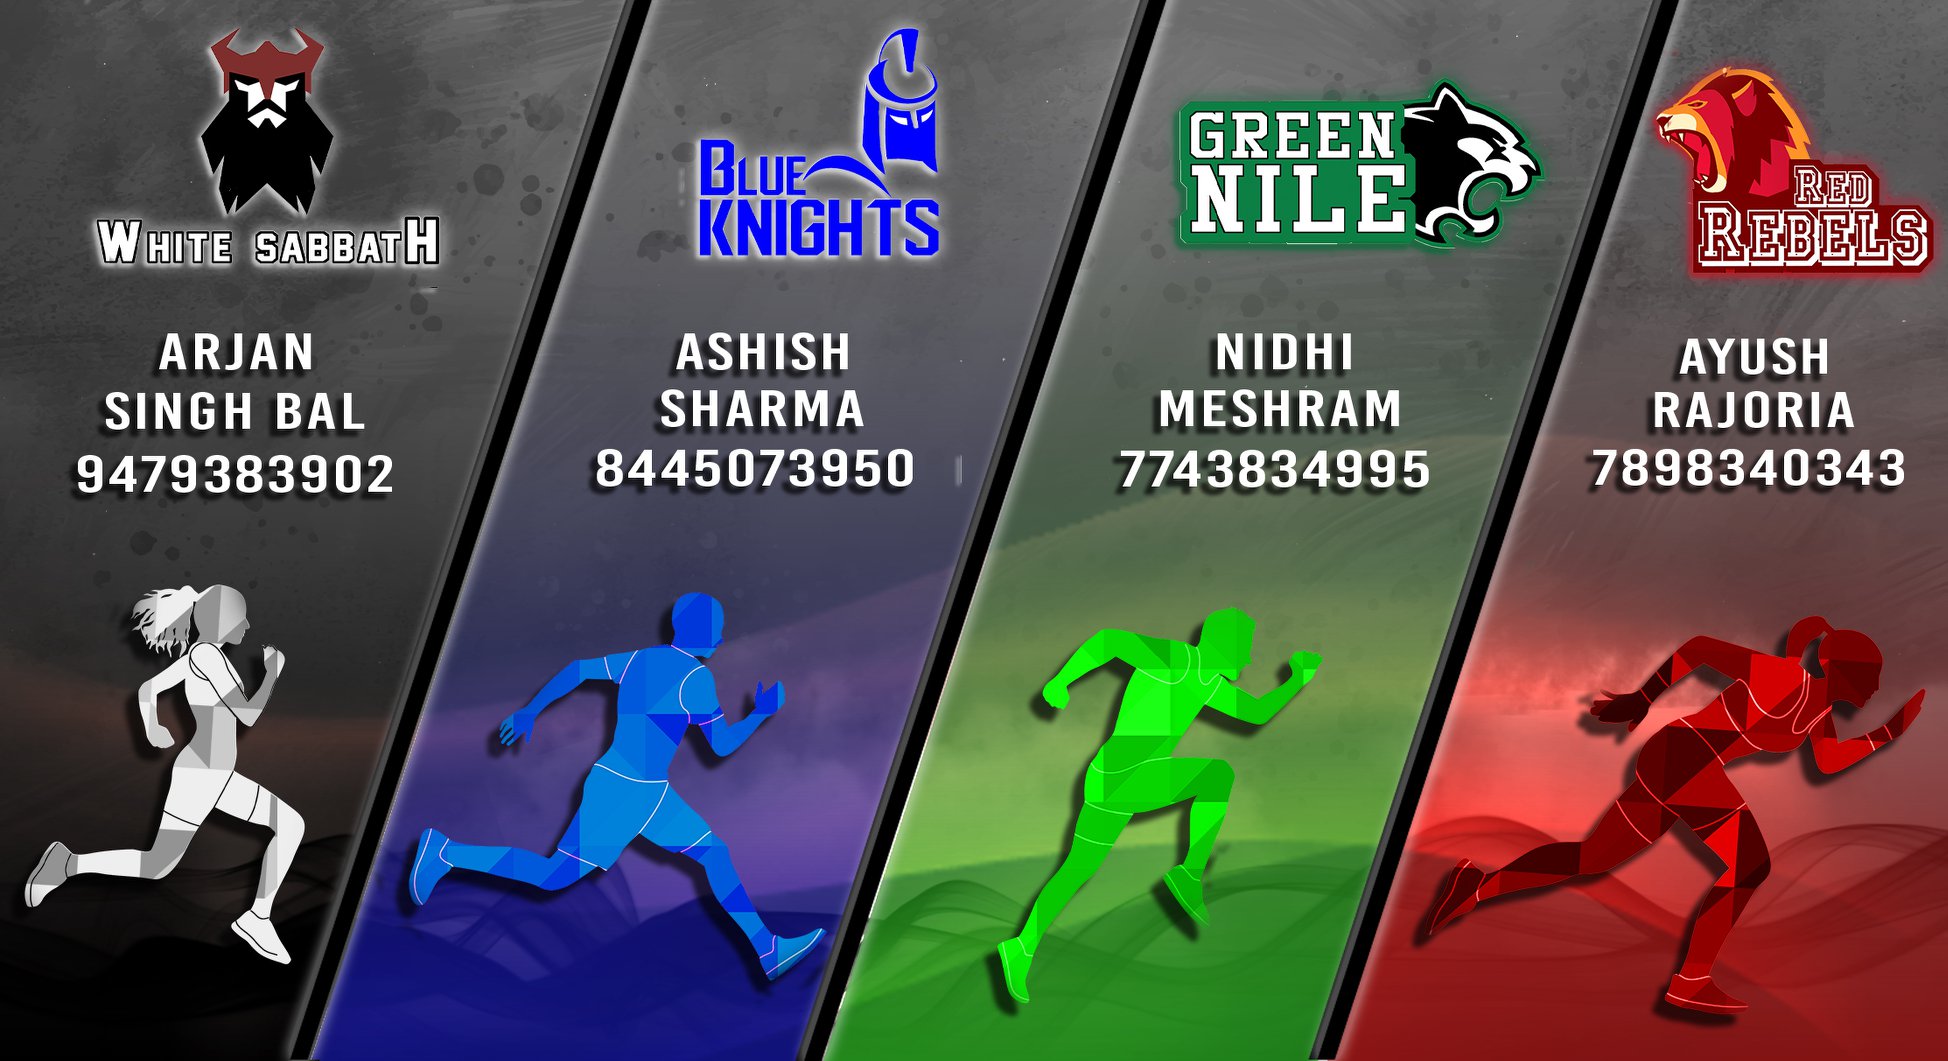 WHITE SABBATH
ARJAN
SINGH BAL
9479383902
BLUE
KNIGHTS
ASHISH
SHARMA
8445073950
GREEN
NILE
NIDHI
MESHRAM
7743834995
RED
REBELS
AYUSH
RAJORIA
7898340343